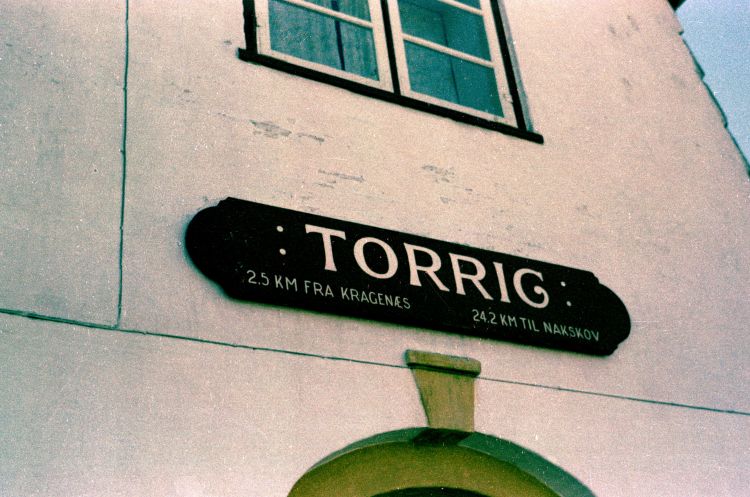 : TORRIG :
2.5 KM FRA KRAGENÆS
24.2 KM TIL NAKSKOV